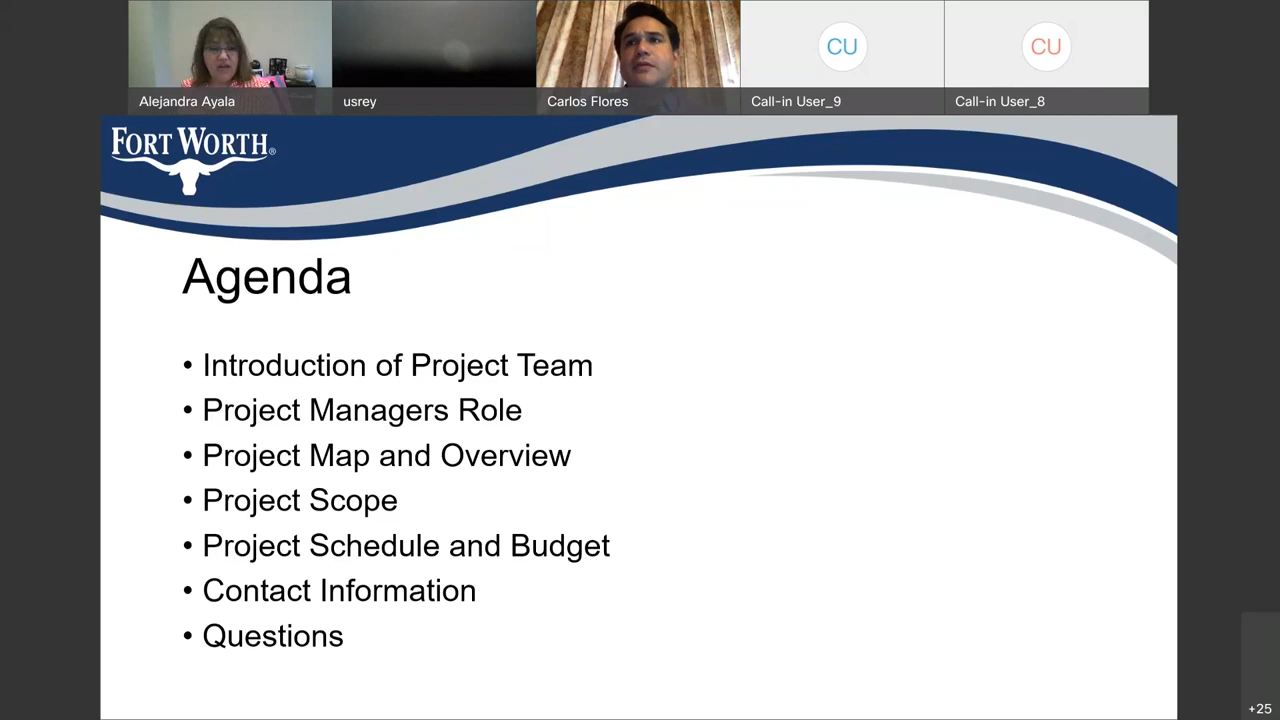 Alejandra Ayala
usrey
Carlos Flores
CU
Call-in User_9
CU
Call-in User_8
FORT WORTH®
Agenda
• Introduction of Project Team
• Project Managers Role
• Project Map and Overview
• Project Scope
• Project Schedule and Budget
• Contact Information
• Questions
+25